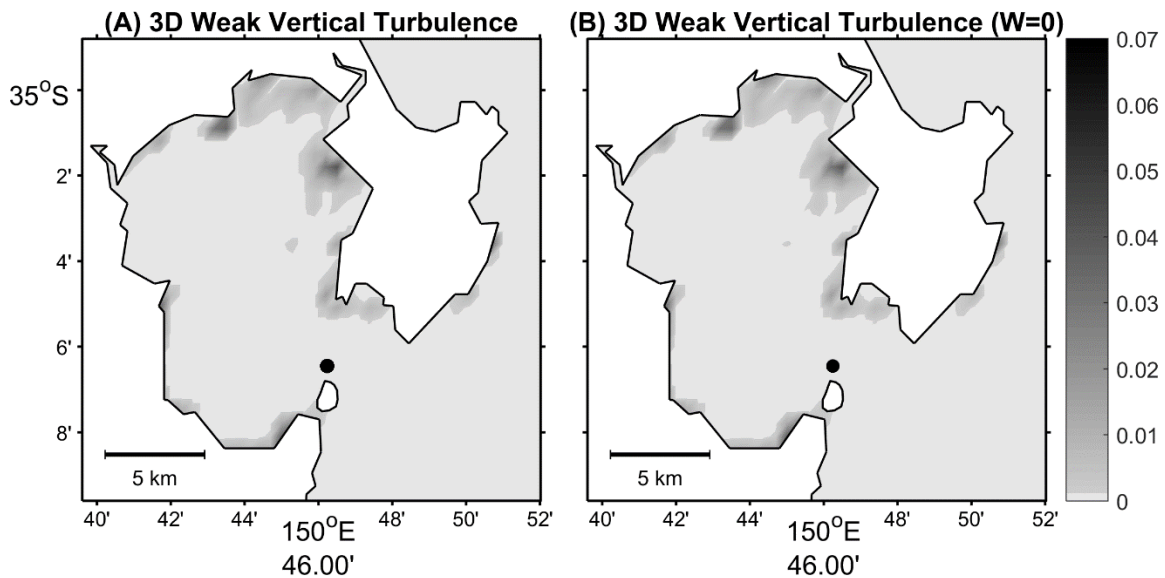 (A) 3D Weak Vertical Turbulence
(B) 3D Weak Vertical Turbulence (W=0)
35°S
2'
4'
6'
8'
5 km
5 km
0.07
0.06
0.05
0.04
0.03
0.02
0.01
0
40' 42' 44' 46' 48' 50' 52'
150°E
46.00'
40' 42' 44' 48' 50' 52'
150°E
46.00'